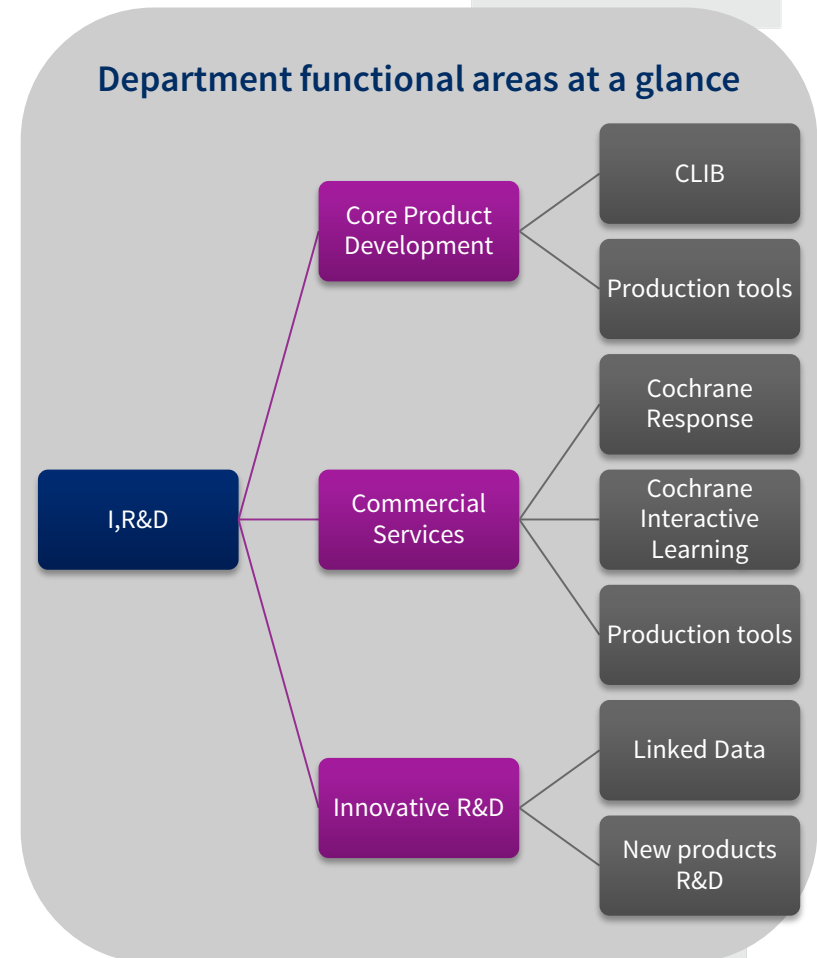 Department functional areas at a glance
I,R&D
Core Product
Development
CLIB
Production tools
Commercial
Services
Cochrane
Response
Cochrane
Interactive
Learning
Production tools
Innovative R&D
Linked Data
New products
R&D